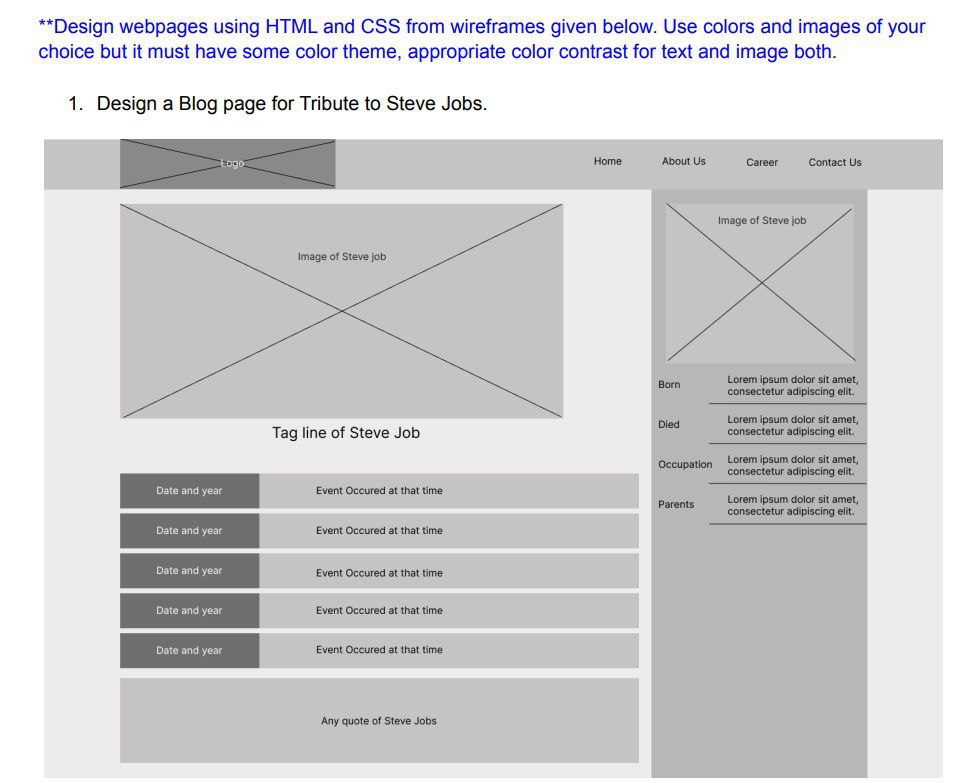 **Design webpages using HTML and CSS from wireframes given below. Use colors and images of your
choice but it must have some color theme, appropriate color contrast for text and image both.
1. Design a Blog page for Tribute to Steve Jobs.
Logo
Home
About Us
Career
Contact Us
Image of Steve job
Tag line of Steve Job
Date and year
Event Occured at that time
Date and year
Event Occured at that time
Date and year
Event Occured at that time
Date and year
Event Occured at that time
Date and year
Event Occured at that time
Any quote of Steve Jobs
Image of Steve job
Born
Lorem ipsum dolor sit amet,
consectetur adipiscing elit.
Died
Lorem ipsum dolor sit amet,
consectetur adipiscing elit.
Occupation
Lorem ipsum dolor sit amet,
consectetur adipiscing elit.
Parents
Lorem ipsum dolor sit amet,
consectetur adipiscing elit.